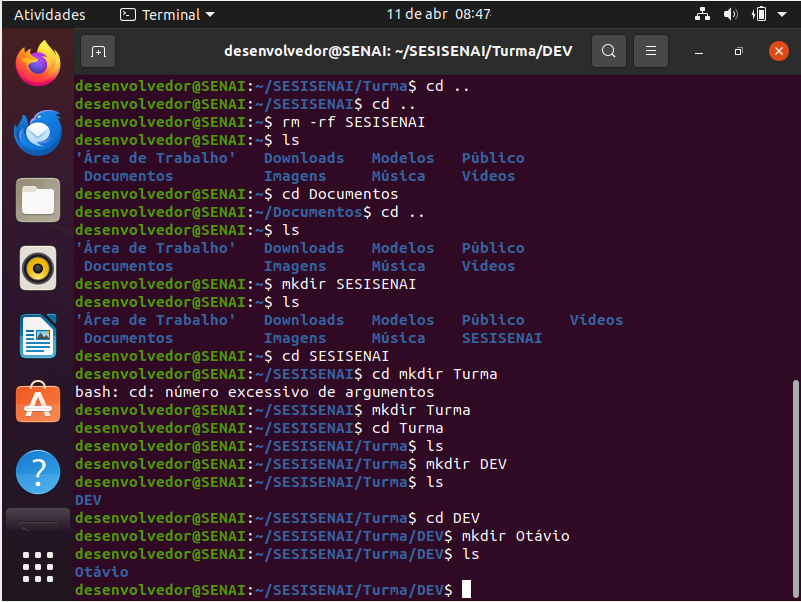 Atividades Terminal 11 de abr 08:47
desenvolvedor@SENAI: ~/SESISENAI/Turma/DEV
desenvolvedor@SENAI:~/SESISENAI/Turma$ cd ..
desenvolvedor@SENAI:~/SESISENAI$ cd ..
desenvolvedor@SENAI:~$ rm -rf SESISENAI
desenvolvedor@SENAI:~$ ls
'Área de Trabalho' Downloads Modelos Público
Documentos Imagens Música Vídeos
desenvolvedor@SENAI:~$ cd Documentos
desenvolvedor@SENAI:~/Documentos$ cd ..
desenvolvedor@SENAI:~$ ls
'Área de Trabalho' Downloads Modelos Público
Documentos Imagens Música Vídeos
desenvolvedor@SENAI:~$ mkdir SESISENAI
desenvolvedor@SENAI:~$ ls
'Área de Trabalho' Downloads Modelos Público Vídeos
Documentos Imagens Música SESISENAI
desenvolvedor@SENAI:~$ cd SESISENAI
desenvolvedor@SENAI:~/SESISENAI$ cd mkdir Turma
bash: cd: número excessivo de argumentos
desenvolvedor@SENAI:~/SESISENAI$ mkdir Turma
desenvolvedor@SENAI:~/SESISENAI$ cd Turma
desenvolvedor@SENAI:~/SESISENAI/Turma$ ls
desenvolvedor@SENAI:~/SESISENAI/Turma$ mkdir DEV
desenvolvedor@SENAI:~/SESISENAI/Turma$ ls
DEV
desenvolvedor@SENAI:~/SESISENAI/Turma$ cd DEV
desenvolvedor@SENAI:~/SESISENAI/Turma/DEV$ mkdir Otávio
desenvolvedor@SENAI:~/SESISENAI/Turma/DEV$ ls
Otávio
desenvolvedor@SENAI:~/SESISENAI/Turma/DEV$